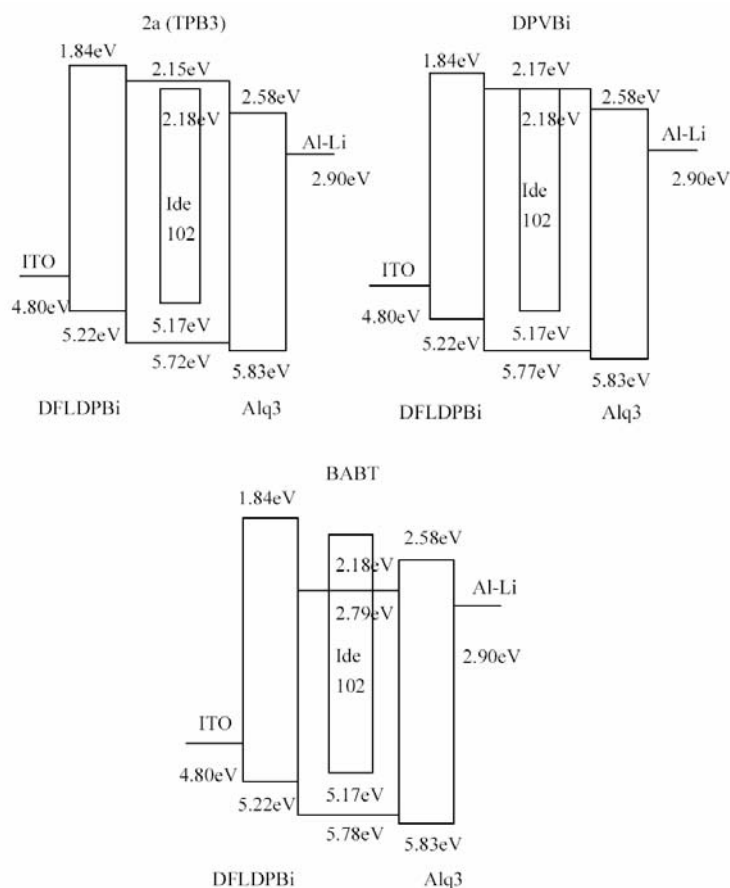 2a (TPB3)
1.84eV
2.15eV
2.58eV
2.18eV
Al-Li
2.90eV
Ide
102
ITO
4.80eV
5.22eV
5.17eV
5.72eV
5.83eV
DFLDPBi
Alq3
DPVBi
1.84eV
2.17eV
2.58eV
2.18eV
Al-Li
2.90eV
Ide
102
ITO
4.80eV
5.22eV
5.17eV
5.77eV
5.83eV
DFLDPBi
Alq3
BABT
1.84eV
2.58eV
2.18eV
Al-Li
2.79eV
Ide
102
2.90eV
ITO
4.80eV
5.22eV
5.17eV
5.78eV
5.83eV
DFLDPBi
Alq3